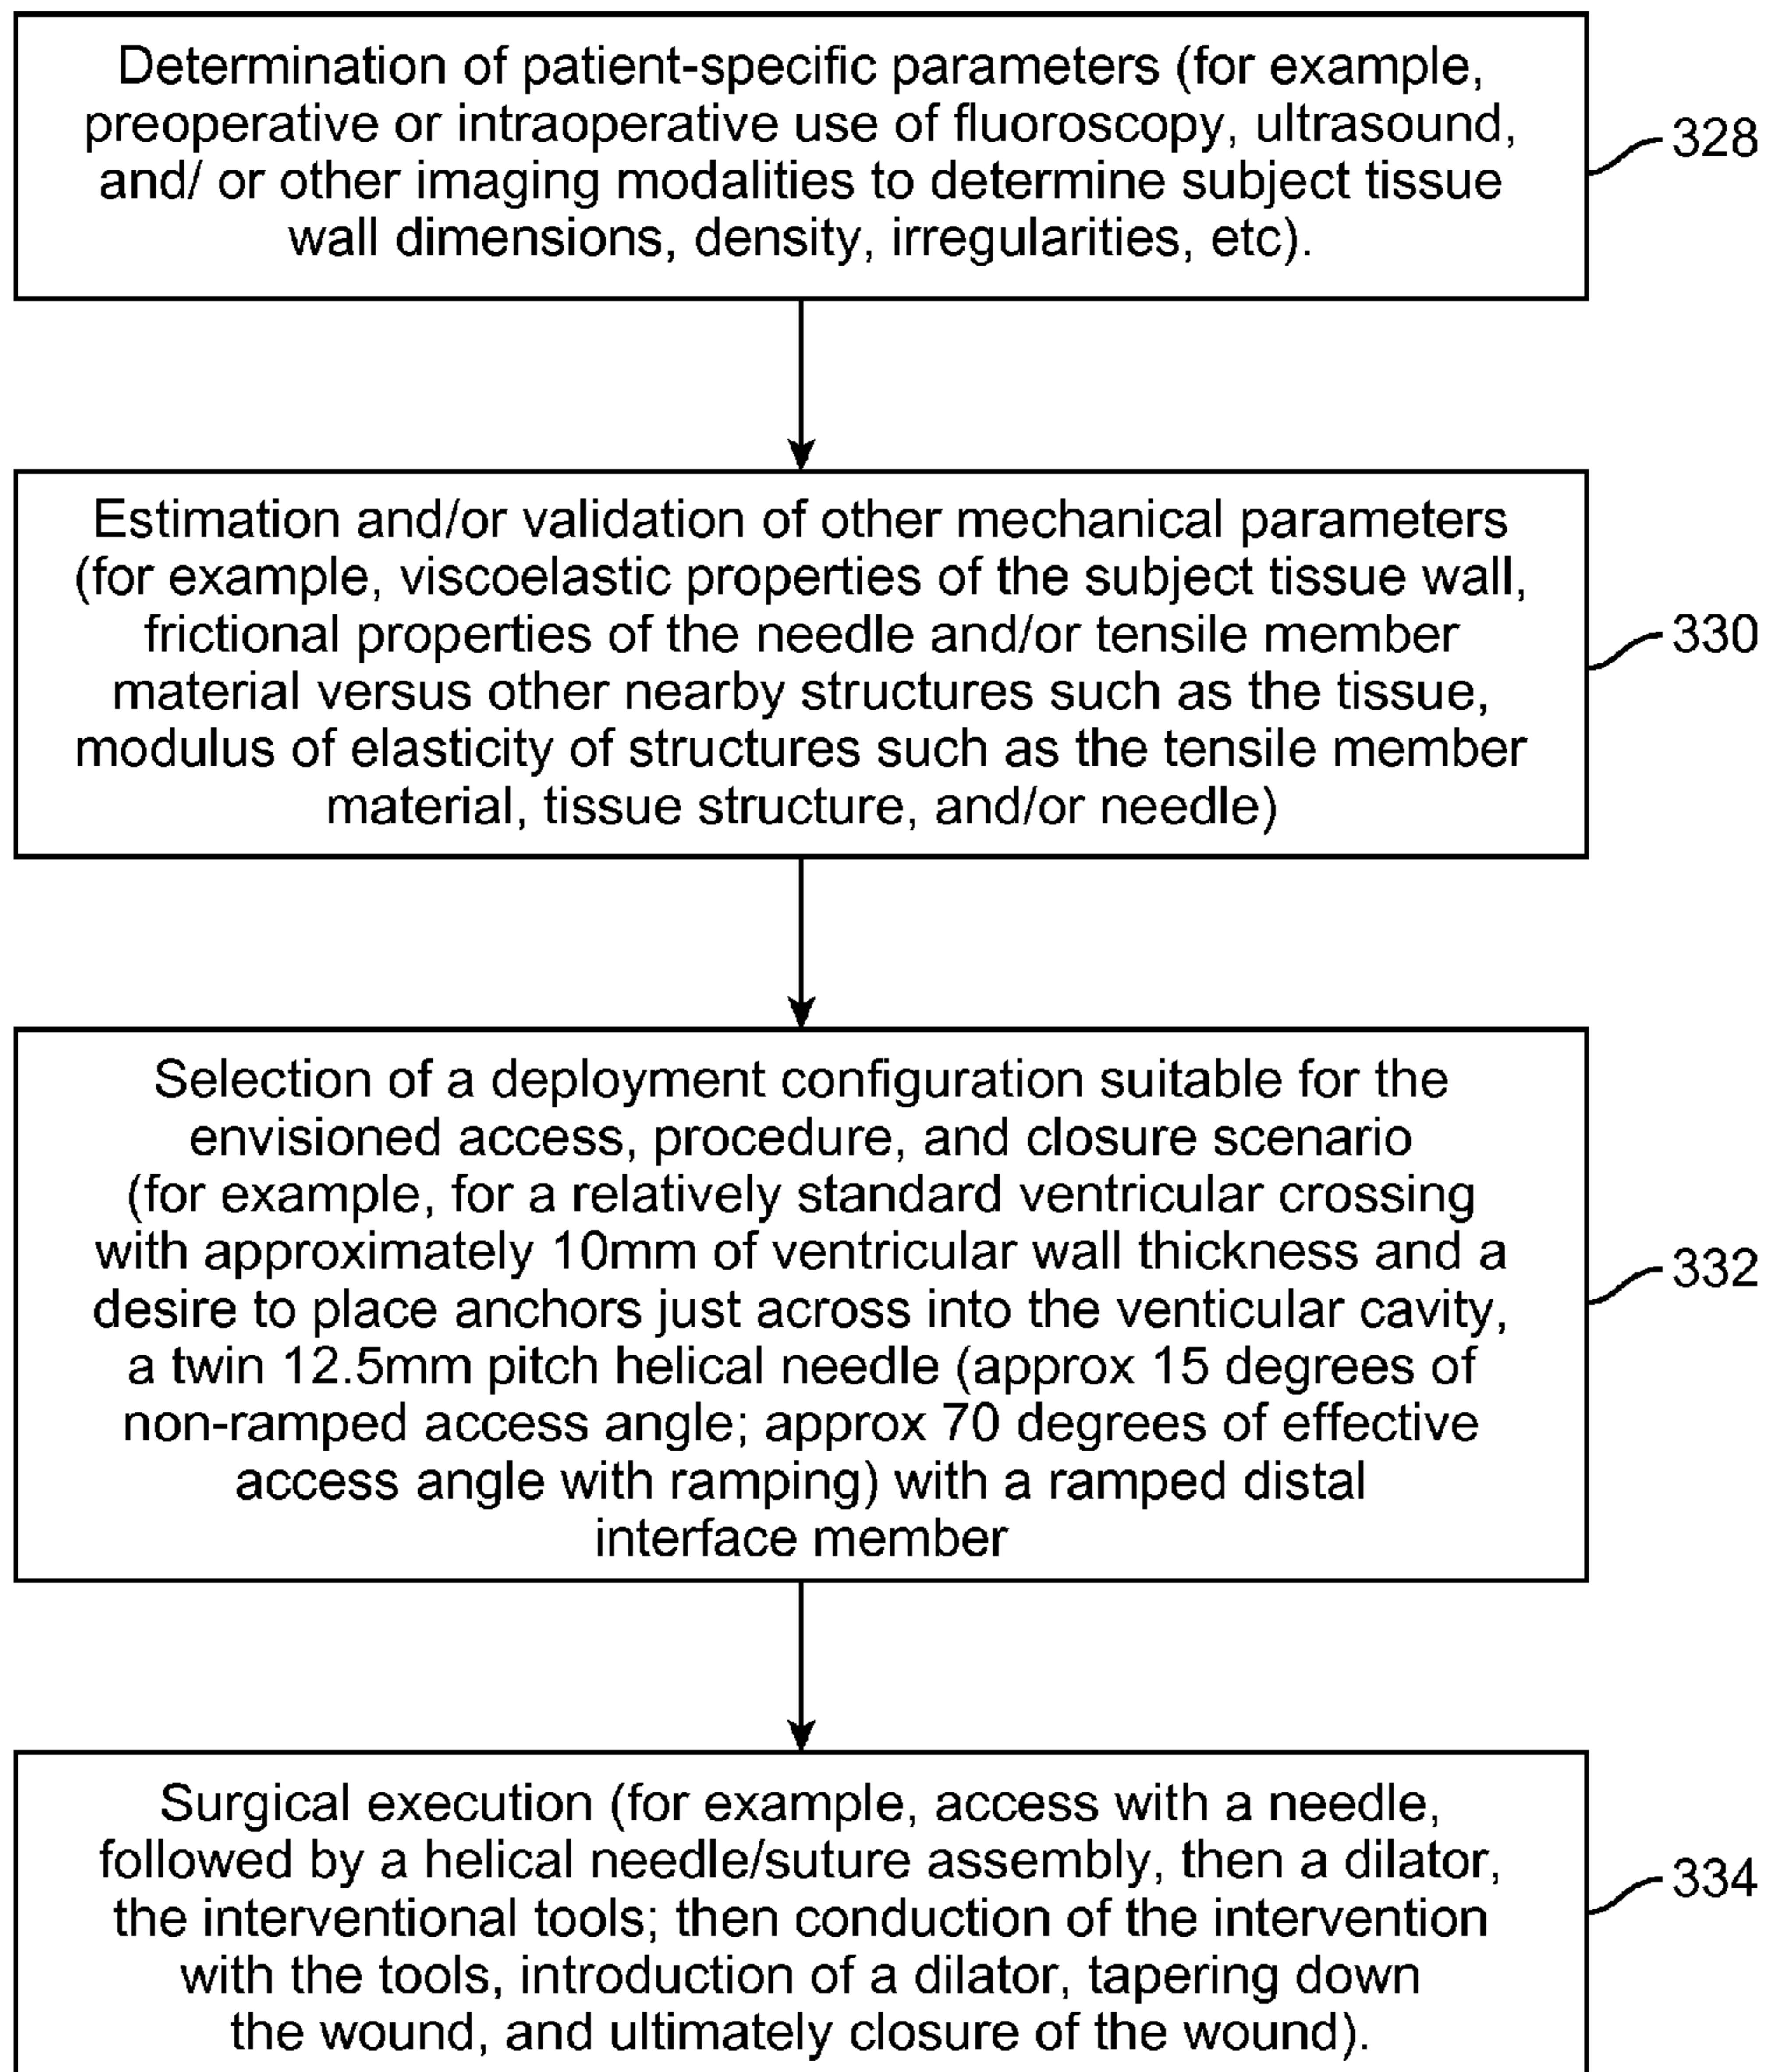 Determination of patient-specific parameters (for example,
preoperative or intraoperative use of fluoroscopy, ultrasound,
and/ or other imaging modalities to determine subject tissue
wall dimensions, density, irregularities, etc).
328
Estimation and/or validation of other mechanical parameters
(for example, viscoelastic properties of the subject tissue wall,
frictional properties of the needle and/or tensile member
material versus other nearby structures such as the tissue,
modulus of elasticity of structures such as the tensile member
material, tissue structure, and/or needle)
330
Selection of a deployment configuration suitable for the
envisioned access, procedure, and closure scenario
(for example, for a relatively standard ventricular crossing
with approximately 10mm of ventricular wall thickness and a
desire to place anchors just across into the venticular cavity,
a twin 12.5mm pitch helical needle (approx 15 degrees of
non-ramped access angle; approx 70 degrees of effective
access angle with ramping) with a ramped distal
interface member
332
Surgical execution (for example, access with a needle,
followed by a helical needle/suture assembly, then a dilator,
the interventional tools; then conduction of the intervention
with the tools, introduction of a dilator, tapering down
the wound, and ultimately closure of the wound).
334